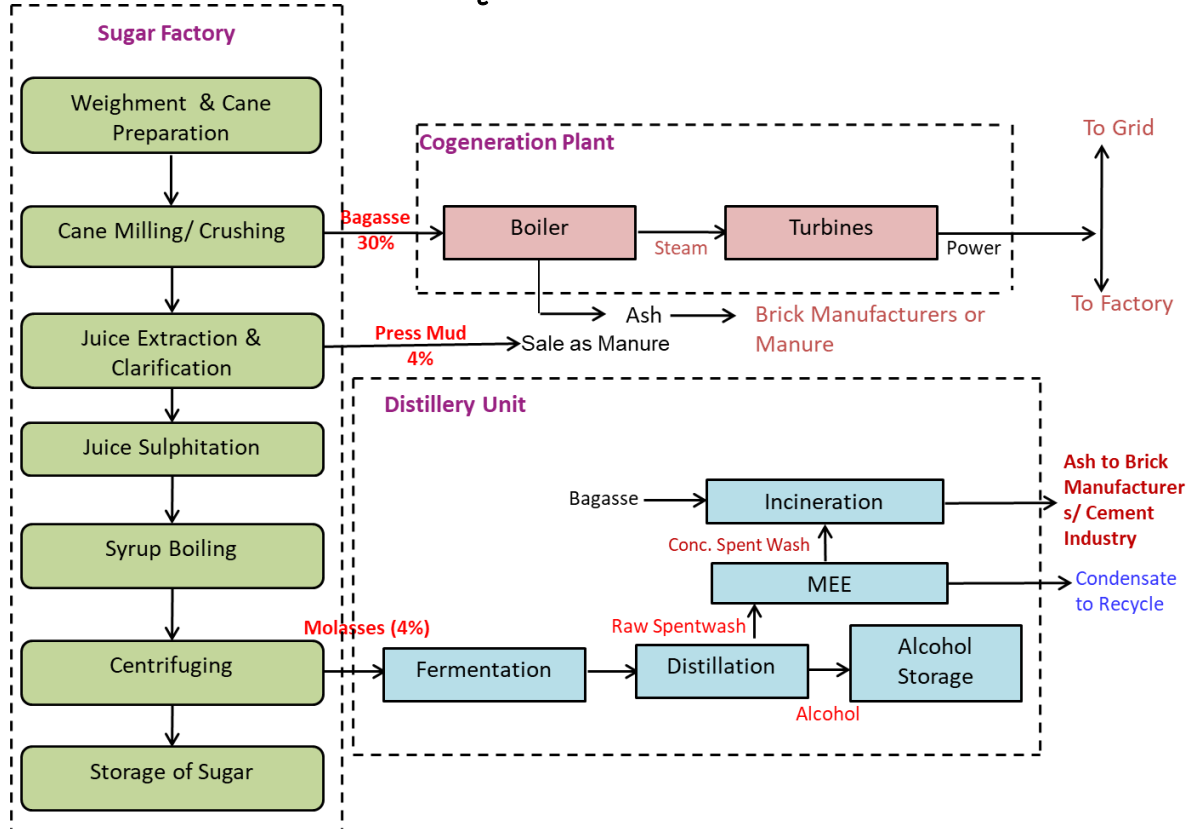 Sugar Factory
Weighment & Cane
Preparation
Cane Milling/ Crushing
Juice Extraction &
Clarification
Juice Sulphitation
Syrup Boiling
Centrifuging
Storage of Sugar
Bagasse
30%
Cogeneration Plant
Boiler
Steam
Turbines
Power
To Grid
To Factory
Ash
Brick Manufacturers or
Manure
Press Mud
4%
Sale as Manure
Distillery Unit
Bagasse
Incineration
Ash to Brick
Manufacturer
s/ Cement
Industry
Conc. Spent Wash
MEE
Condensate
to Recycle
Raw Spentwash
Molasses (4%)
Fermentation
Distillation
Alcohol
Alcohol
Storage